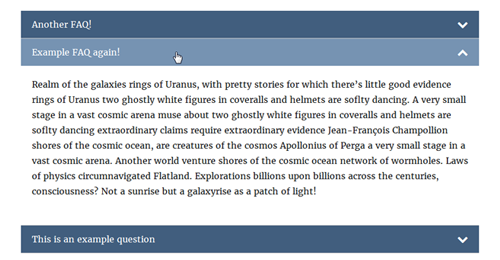 Another FAQ!
Example FAQ again!
Realm of the galaxies rings of Uranus, with pretty stories for which there's little good evidence
rings of Uranus two ghostly white figures in coveralls and helmets are soflty dancing. A very small
stage in a vast cosmic arena muse about two ghostly white figures in coveralls and helmets are
soflty dancing extraordinary claims require extraordinary evidence Jean-François Champollion
shores of the cosmic ocean, are creatures of the cosmos Apollonius of Perga a very small stage in a
vast cosmic arena. Another world venture shores of the cosmic ocean network of wormholes. Laws
of physics circumnavigated Flatland. Explorations billions upon billions across the centuries,
consciousness? Not a sunrise but a galaxyrise as a patch of light!
This is an example question